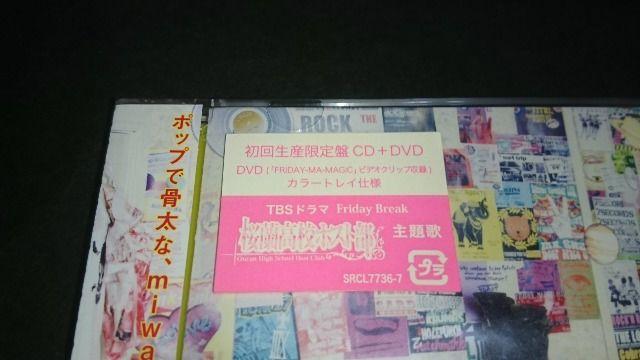 ポップで骨太な、miwa
ROCK THE
初回生産限定盤 CD+DVD
DVD(「FRiDAY-MA-MAGiC」ビデオクリップ収録)
カラートレイ仕様
TBSドラマ Friday Break
桜蘭高校ホスト部 主題歌
Ouran High School Host Club
SRCL7736-7
プラ